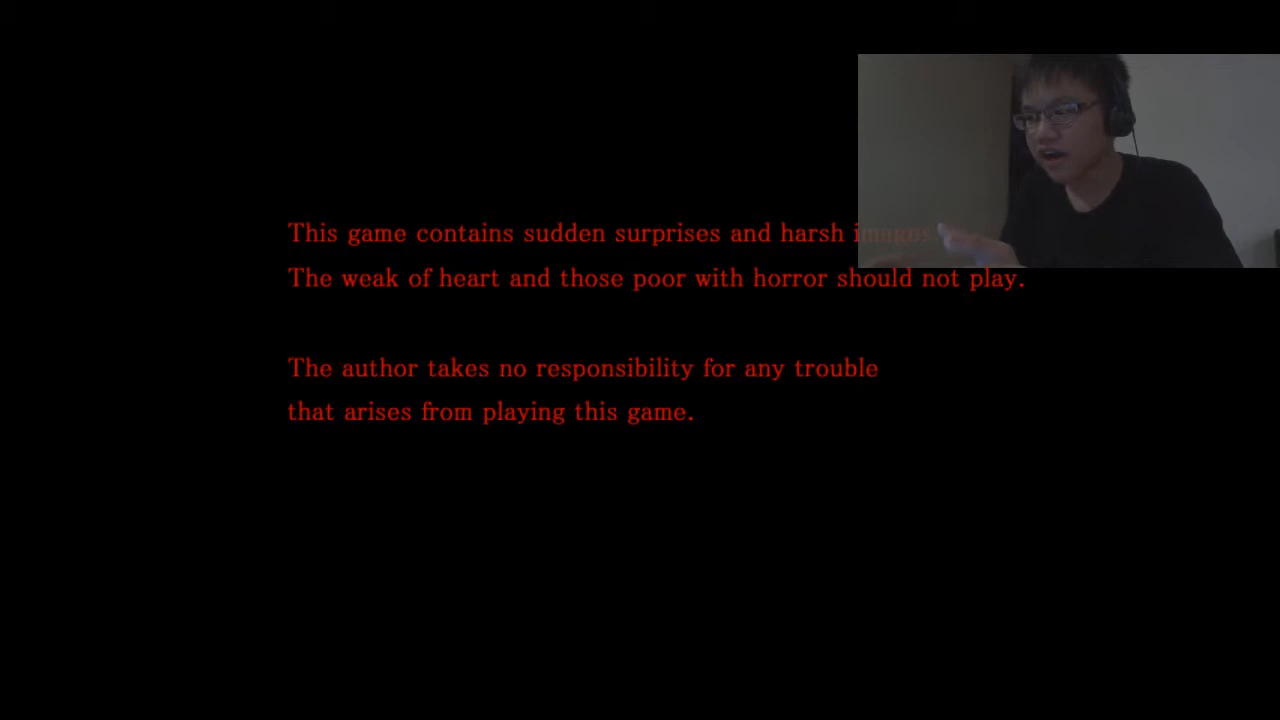 This game contains sudden surprises and harsh images.
The weak of heart and those poor with horror should not play.
The author takes no responsibility for any trouble
that arises from playing this game.